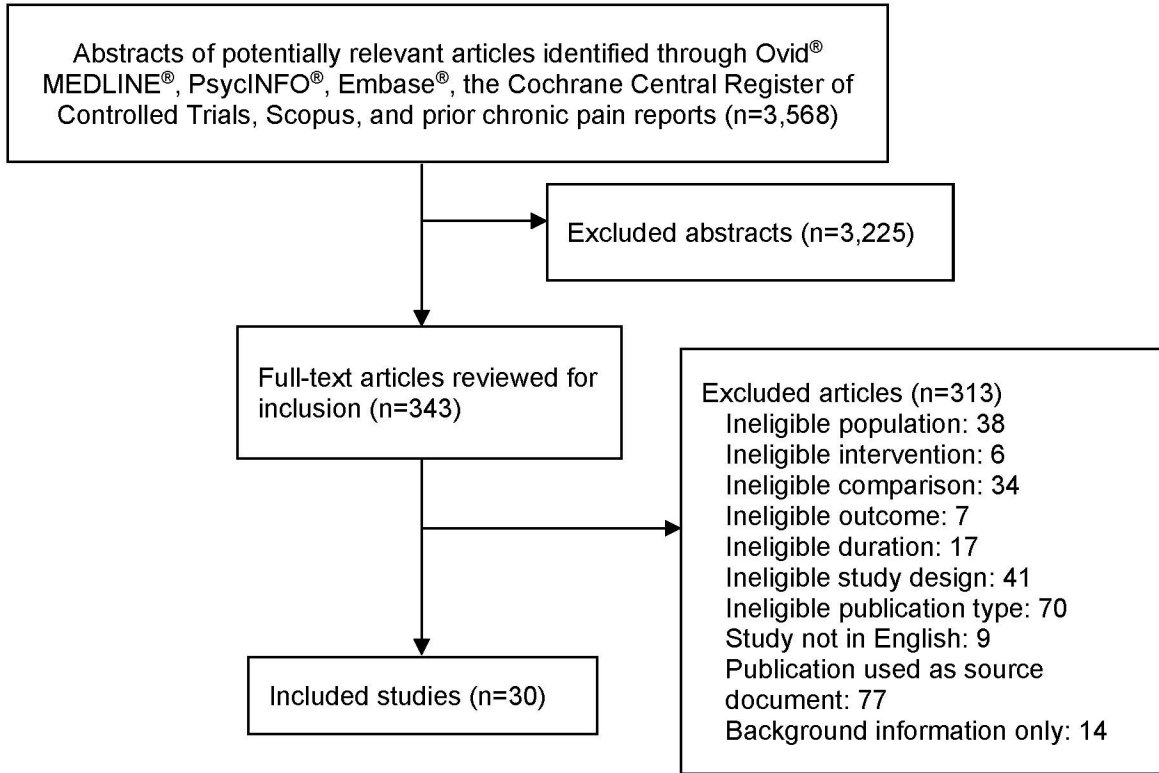 Abstracts of potentially relevant articles identified through Ovid®
MEDLINE®, PsycINFO®, Embase®, the Cochrane Central Register of
Controlled Trials, Scopus, and prior chronic pain reports (n=3,568)
Excluded abstracts (n=3,225)
Full-text articles reviewed for
inclusion (n=343)
Excluded articles (n=313)
Ineligible population: 38
Ineligible intervention: 6
Ineligible comparison: 34
Ineligible outcome: 7
Ineligible duration: 17
Ineligible study design: 41
Ineligible publication type: 70
Study not in English: 9
Publication used as source
document: 77
Background information only: 14
Included studies (n=30)